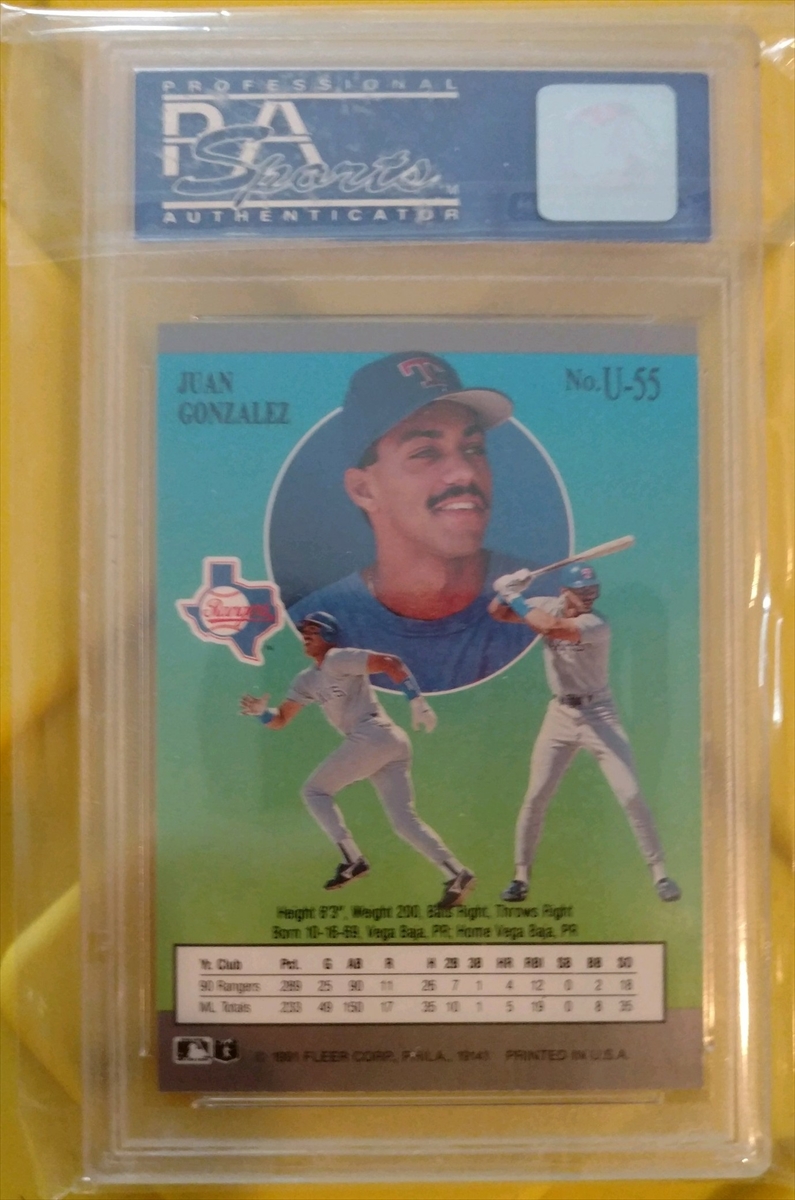 PROFESSIONAL
PSA
Sports TM
AUTHENTICATOR
JUAN
GONZALEZ
No. U-55
T
Rangers
Height 6'3", Weight 200, Bats Right, Throws Right
Born 10-16-69, Vega Baja, PR; Home Vega Baja, PR
Yr. Club Pct. G AB R H 2B 3B HR RBI SB BB SO
90 Rangers .289 25 90 11 26 7 1 4 12 0 2 18
ML Totals .233 49 150 17 35 10 1 5 19 0 8 35
© 1991 FLEER CORP., PHILA., 19141 PRINTED IN U.S.A.